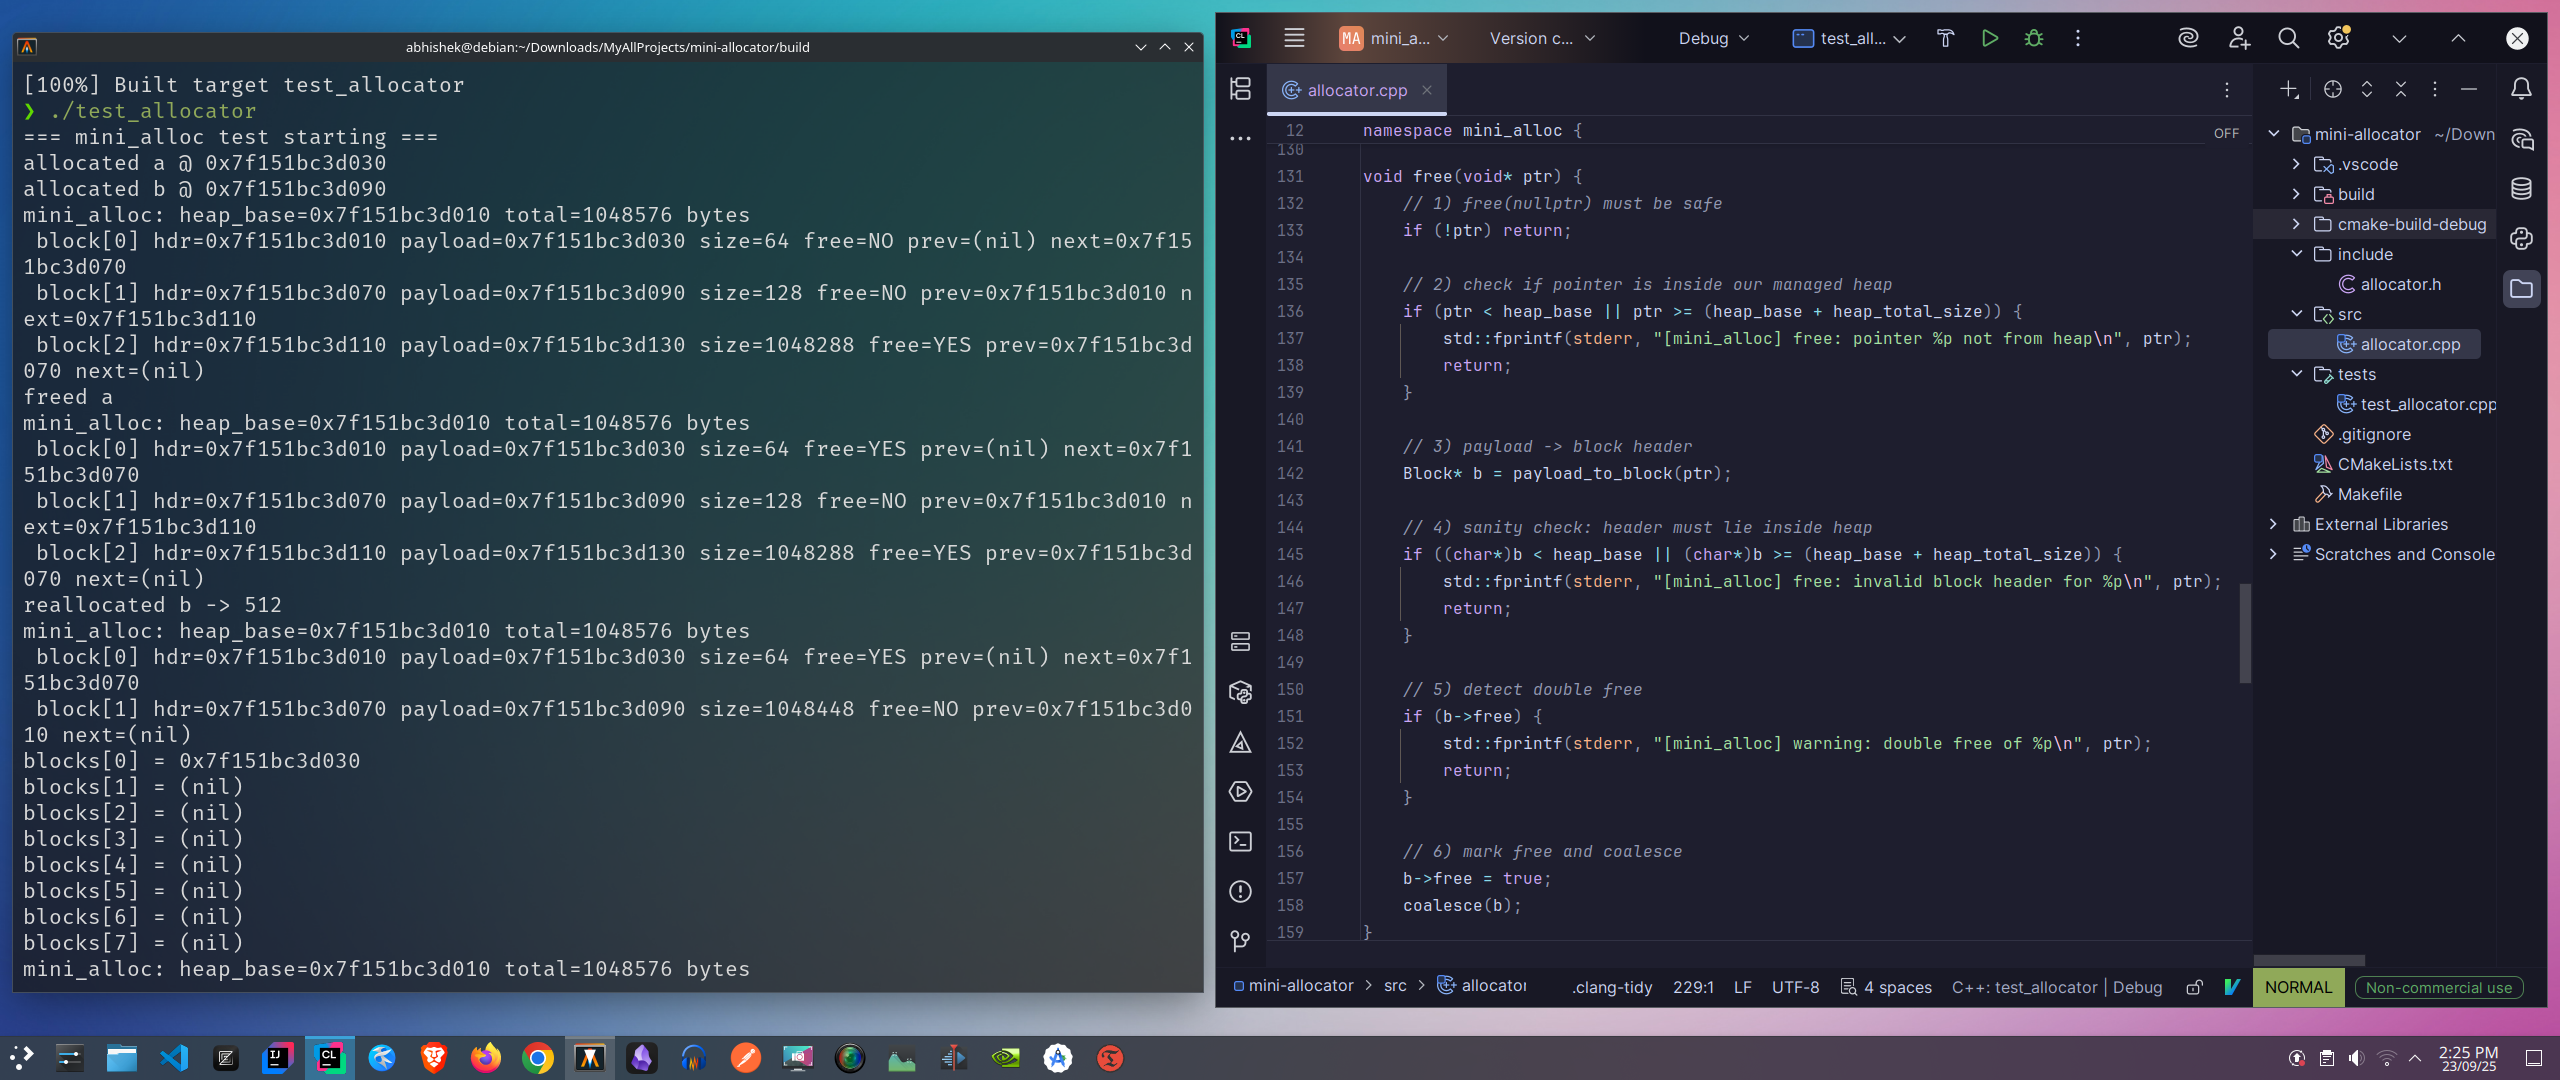 abhishek@debian:~/Downloads/MyAllProjects/mini-allocator/build
[100%] Built target test_allocator
❯ ./test_allocator
=== mini_alloc test starting ===
allocated a @ 0x7f151bc3d030
allocated b @ 0x7f151bc3d090
mini_alloc: heap_base=0x7f151bc3d010 total=1048576 bytes
 block[0] hdr=0x7f151bc3d010 payload=0x7f151bc3d030 size=64 free=NO prev=(nil) next=0x7f15
1bc3d070
 block[1] hdr=0x7f151bc3d070 payload=0x7f151bc3d090 size=128 free=NO prev=0x7f151bc3d010 n
ext=0x7f151bc3d110
 block[2] hdr=0x7f151bc3d110 payload=0x7f151bc3d130 size=1048288 free=YES prev=0x7f151bc3d
070 next=(nil)
freed a
mini_alloc: heap_base=0x7f151bc3d010 total=1048576 bytes
 block[0] hdr=0x7f151bc3d010 payload=0x7f151bc3d030 size=64 free=YES prev=(nil) next=0x7f1
51bc3d070
 block[1] hdr=0x7f151bc3d070 payload=0x7f151bc3d090 size=128 free=NO prev=0x7f151bc3d010 n
ext=0x7f151bc3d110
 block[2] hdr=0x7f151bc3d110 payload=0x7f151bc3d130 size=1048288 free=YES prev=0x7f151bc3d
070 next=(nil)
reallocated b -> 512
mini_alloc: heap_base=0x7f151bc3d010 total=1048576 bytes
 block[0] hdr=0x7f151bc3d010 payload=0x7f151bc3d030 size=64 free=YES prev=(nil) next=0x7f1
51bc3d070
 block[1] hdr=0x7f151bc3d070 payload=0x7f151bc3d090 size=1048448 free=NO prev=0x7f151bc3d0
10 next=(nil)
blocks[0] = 0x7f151bc3d030
blocks[1] = (nil)
blocks[2] = (nil)
blocks[3] = (nil)
blocks[4] = (nil)
blocks[5] = (nil)
blocks[6] = (nil)
blocks[7] = (nil)
mini_alloc: heap_base=0x7f151bc3d010 total=1048576 bytes
CL MA mini_a... Version c... Debug test_all...
allocator.cpp
OFF
12 namespace mini_alloc {
130
131 void free(void* ptr) {
132 // 1) free(nullptr) must be safe
133 if (!ptr) return;
134
135 // 2) check if pointer is inside our managed heap
136 if (ptr < heap_base || ptr >= (heap_base + heap_total_size)) {
137 std::fprintf(stderr, "[mini_alloc] free: pointer %p not from heap\n", ptr);
138 return;
139 }
140
141 // 3) payload -> block header
142 Block* b = payload_to_block(ptr);
143
144 // 4) sanity check: header must lie inside heap
145 if ((char*)b < heap_base || (char*)b >= (heap_base + heap_total_size)) {
146 std::fprintf(stderr, "[mini_alloc] free: invalid block header for %p\n", ptr);
147 return;
148 }
149
150 // 5) detect double free
151 if (b->free) {
152 std::fprintf(stderr, "[mini_alloc] warning: double free of %p\n", ptr);
153 return;
154 }
155
156 // 6) mark free and coalesce
157 b->free = true;
158 coalesce(b);
159 }
mini-allocator ~/Down
.vscode
build
cmake-build-debug
include
allocator.h
src
allocator.cpp
tests
test_allocator.cpp
.gitignore
CMakeLists.txt
Makefile
External Libraries
Scratches and Console
mini-allocator > src > allocator .clang-tidy 229:1 LF UTF-8 4 spaces C++: test_allocator | Debug NORMAL Non-commercial use
IJ CL
2:25 PM
23/09/25